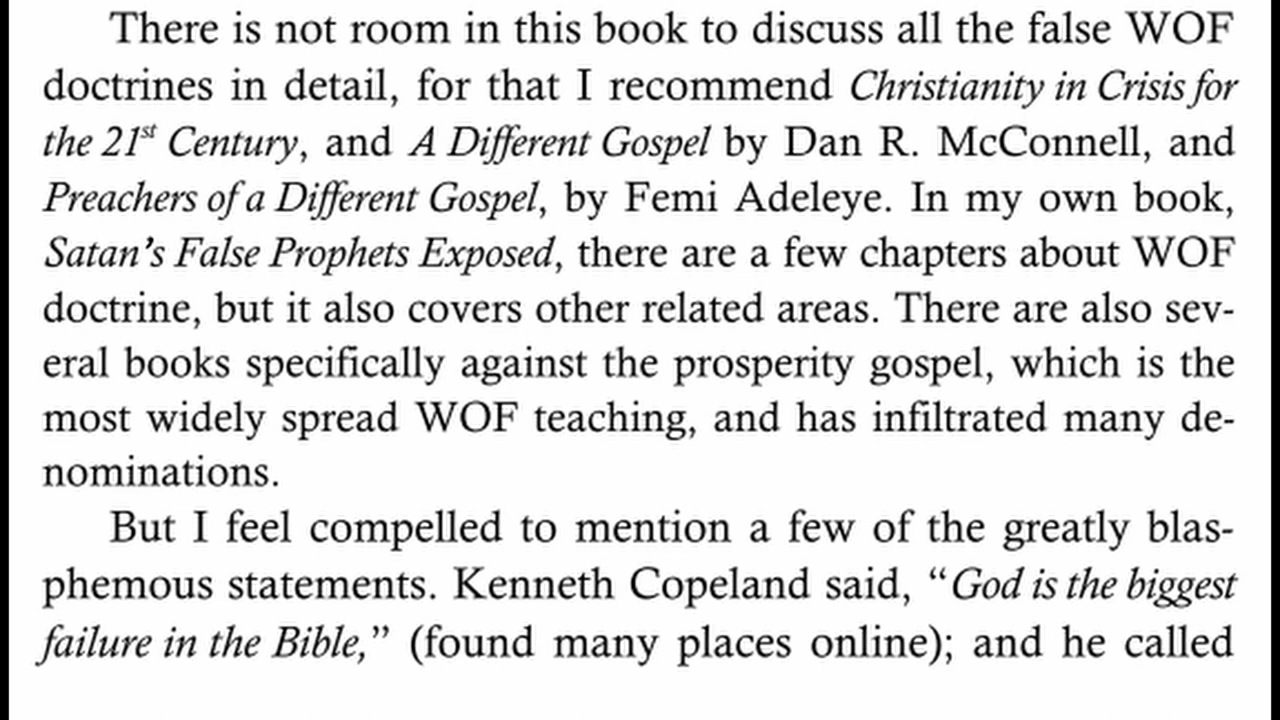 There is not room in this book to discuss all the false WOF
doctrines in detail, for that I recommend Christianity in Crisis for
the 21st Century, and A Different Gospel by Dan R. McConnell, and
Preachers of a Different Gospel, by Femi Adeleye. In my own book,
Satan’s False Prophets Exposed, there are a few chapters about WOF
doctrine, but it also covers other related areas. There are also sev-
eral books specifically against the prosperity gospel, which is the
most widely spread WOF teaching, and has infiltrated many de-
nominations.
But I feel compelled to mention a few of the greatly blas-
phemous statements. Kenneth Copeland said, “God is the biggest
failure in the Bible,” (found many places online); and he called